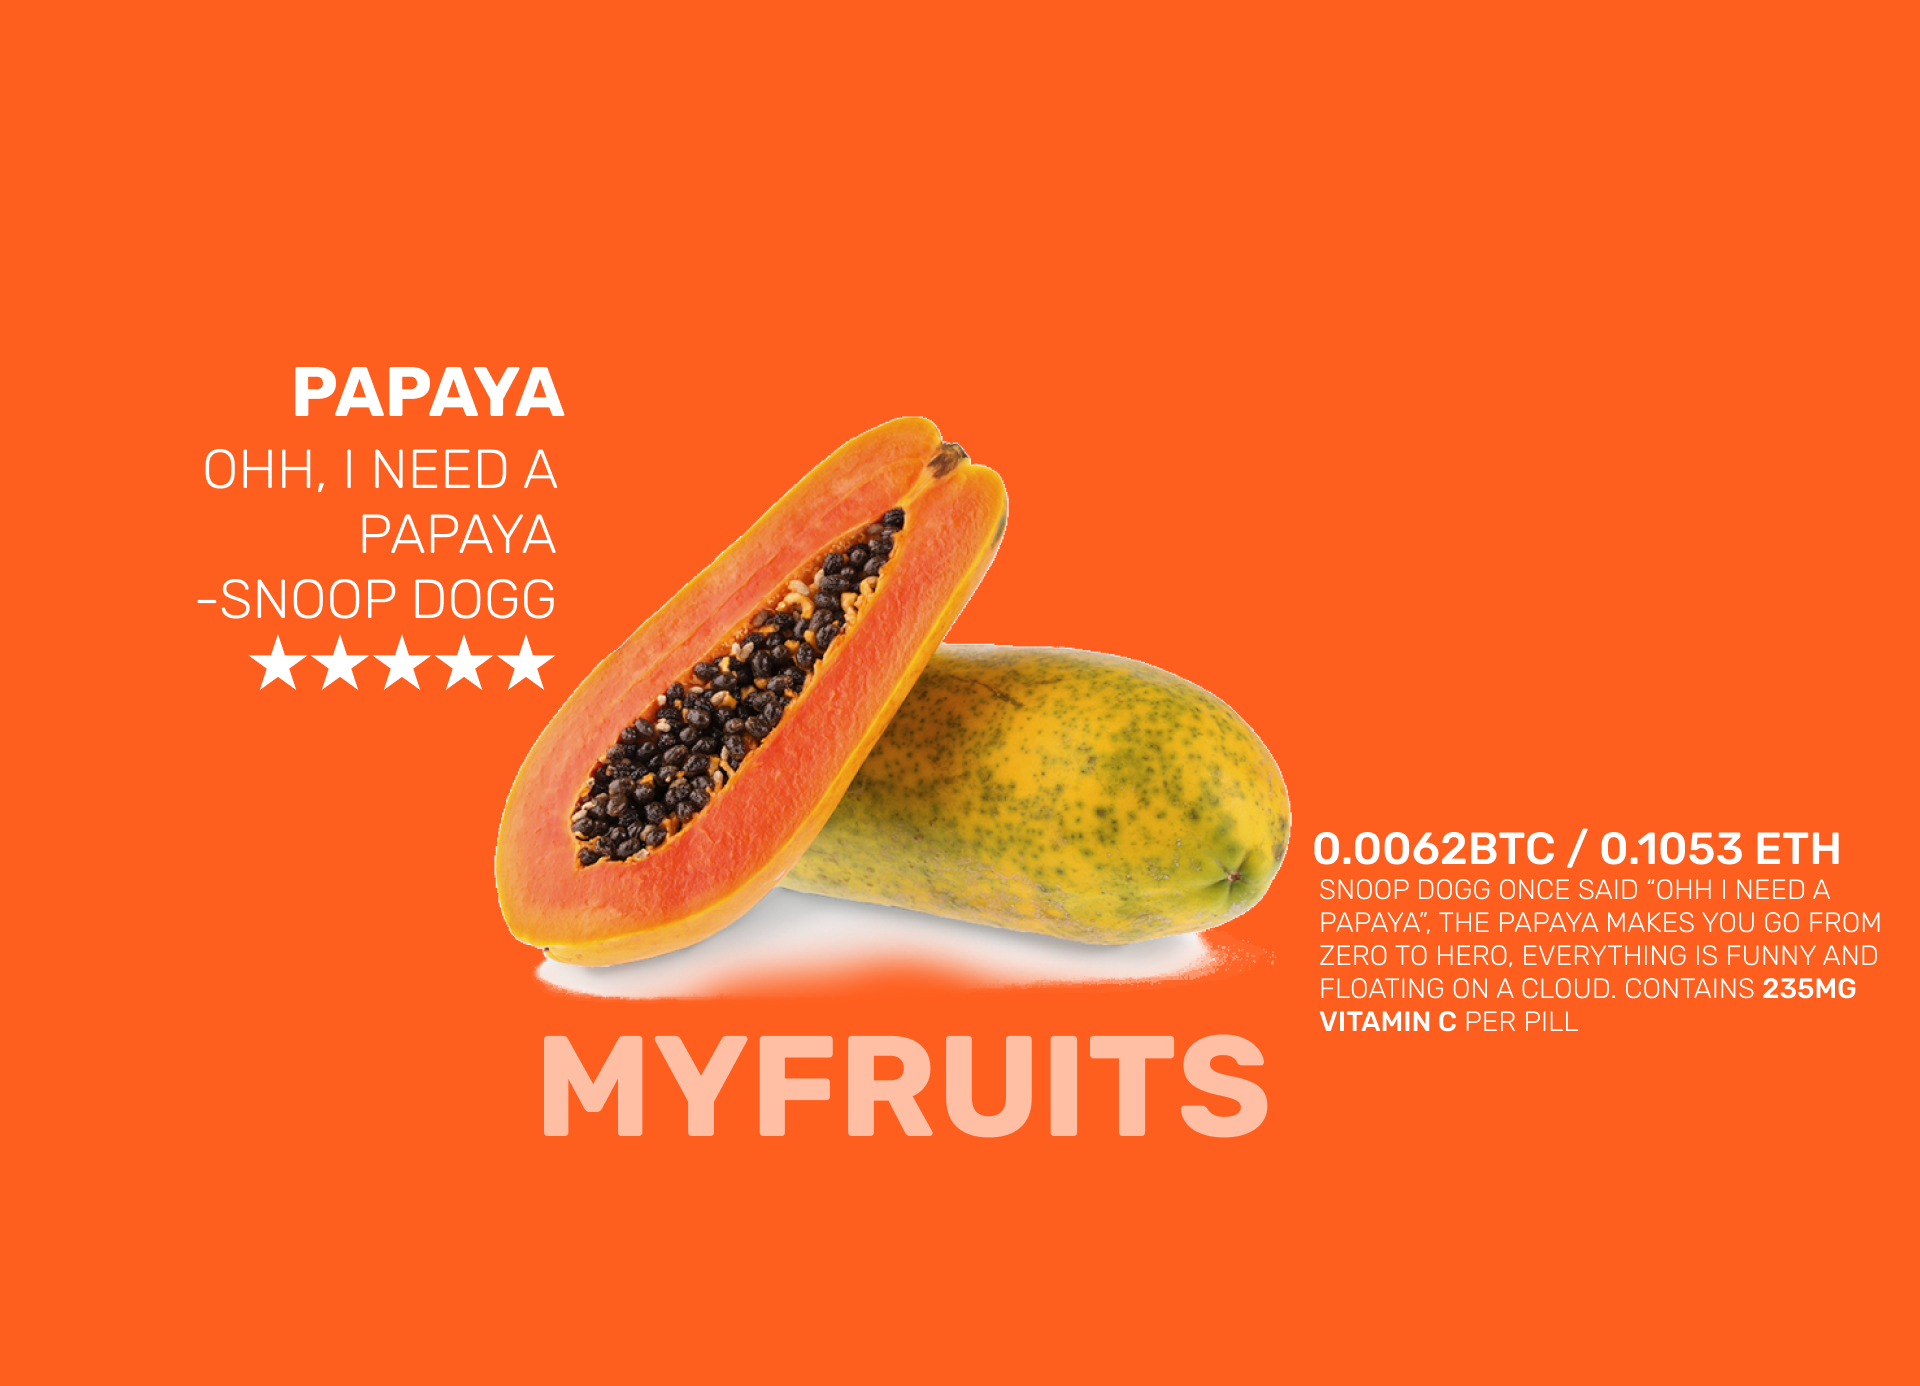 PAPAYA
OHH, I NEED A
PAPAYA
-SNOOP DOGG
★★★★★
0.0062BTC / 0.1053 ETH
SNOOP DOGG ONCE SAID “OHH I NEED A
PAPAYA”, THE PAPAYA MAKES YOU GO FROM
ZERO TO HERO, EVERYTHING IS FUNNY AND
FLOATING ON A CLOUD. CONTAINS 235MG
VITAMIN C PER PILL
MYFRUITS